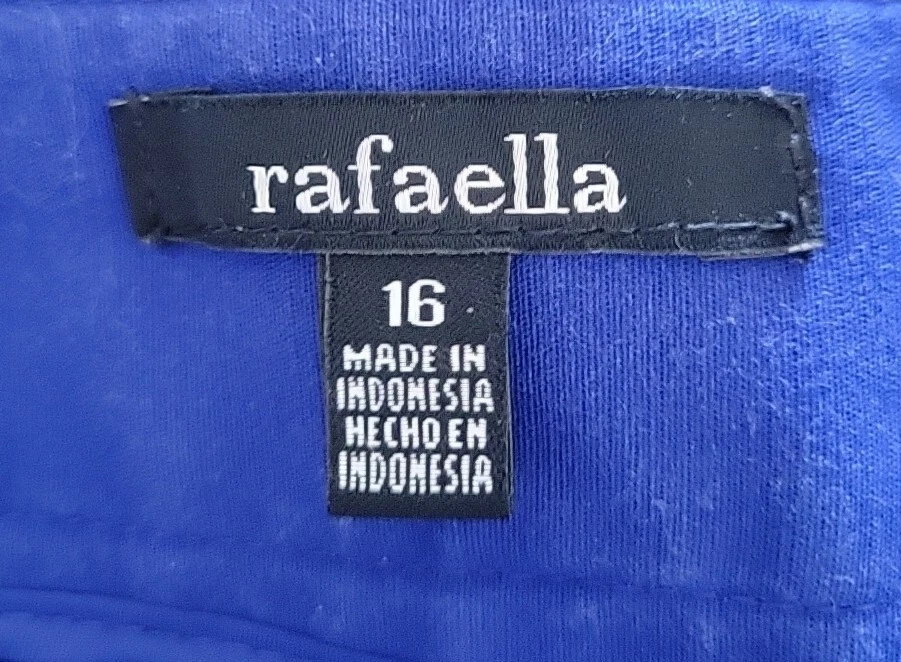 rafaella
16
MADE IN
INDONESIA
HECHO EN
INDONESIA